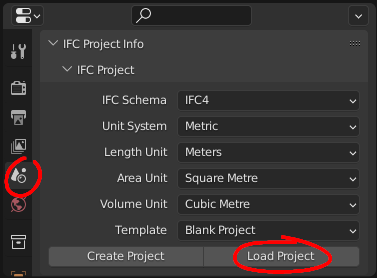 IFC Project Info
IFC Project
IFC Schema IFC4
Unit System Metric
Length Unit Meters
Area Unit Square Metre
Volume Unit Cubic Metre
Template Blank Project
Create Project Load Project